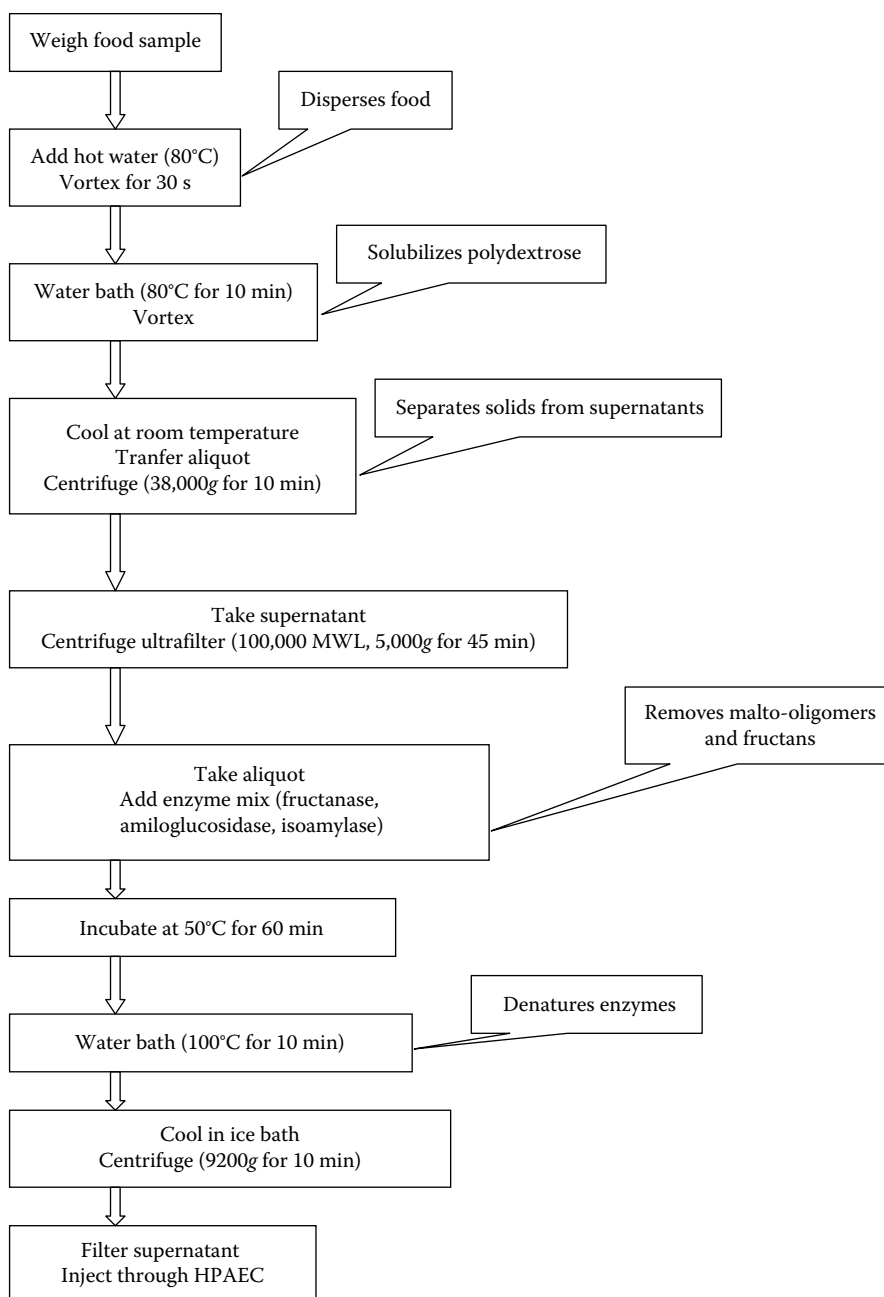 Weigh food sample
Disperses food
Add hot water (80°C)
Vortex for 30 s
Solubilizes polydextrose
Water bath (80°C for 10 min)
Vortex
Separates solids from supernatants
Cool at room temperature
Tranfer aliquot
Centrifuge (38,000g for 10 min)
Take supernatant
Centrifuge ultrafilter (100,000 MWL, 5,000g for 45 min)
Removes malto-oligomers
and fructans
Take aliquot
Add enzyme mix (fructanase,
amiloglucosidase, isoamylase)
Incubate at 50°C for 60 min
Denatures enzymes
Water bath (100°C for 10 min)
Cool in ice bath
Centrifuge (9200g for 10 min)
Filter supernatant
Inject through HPAEC